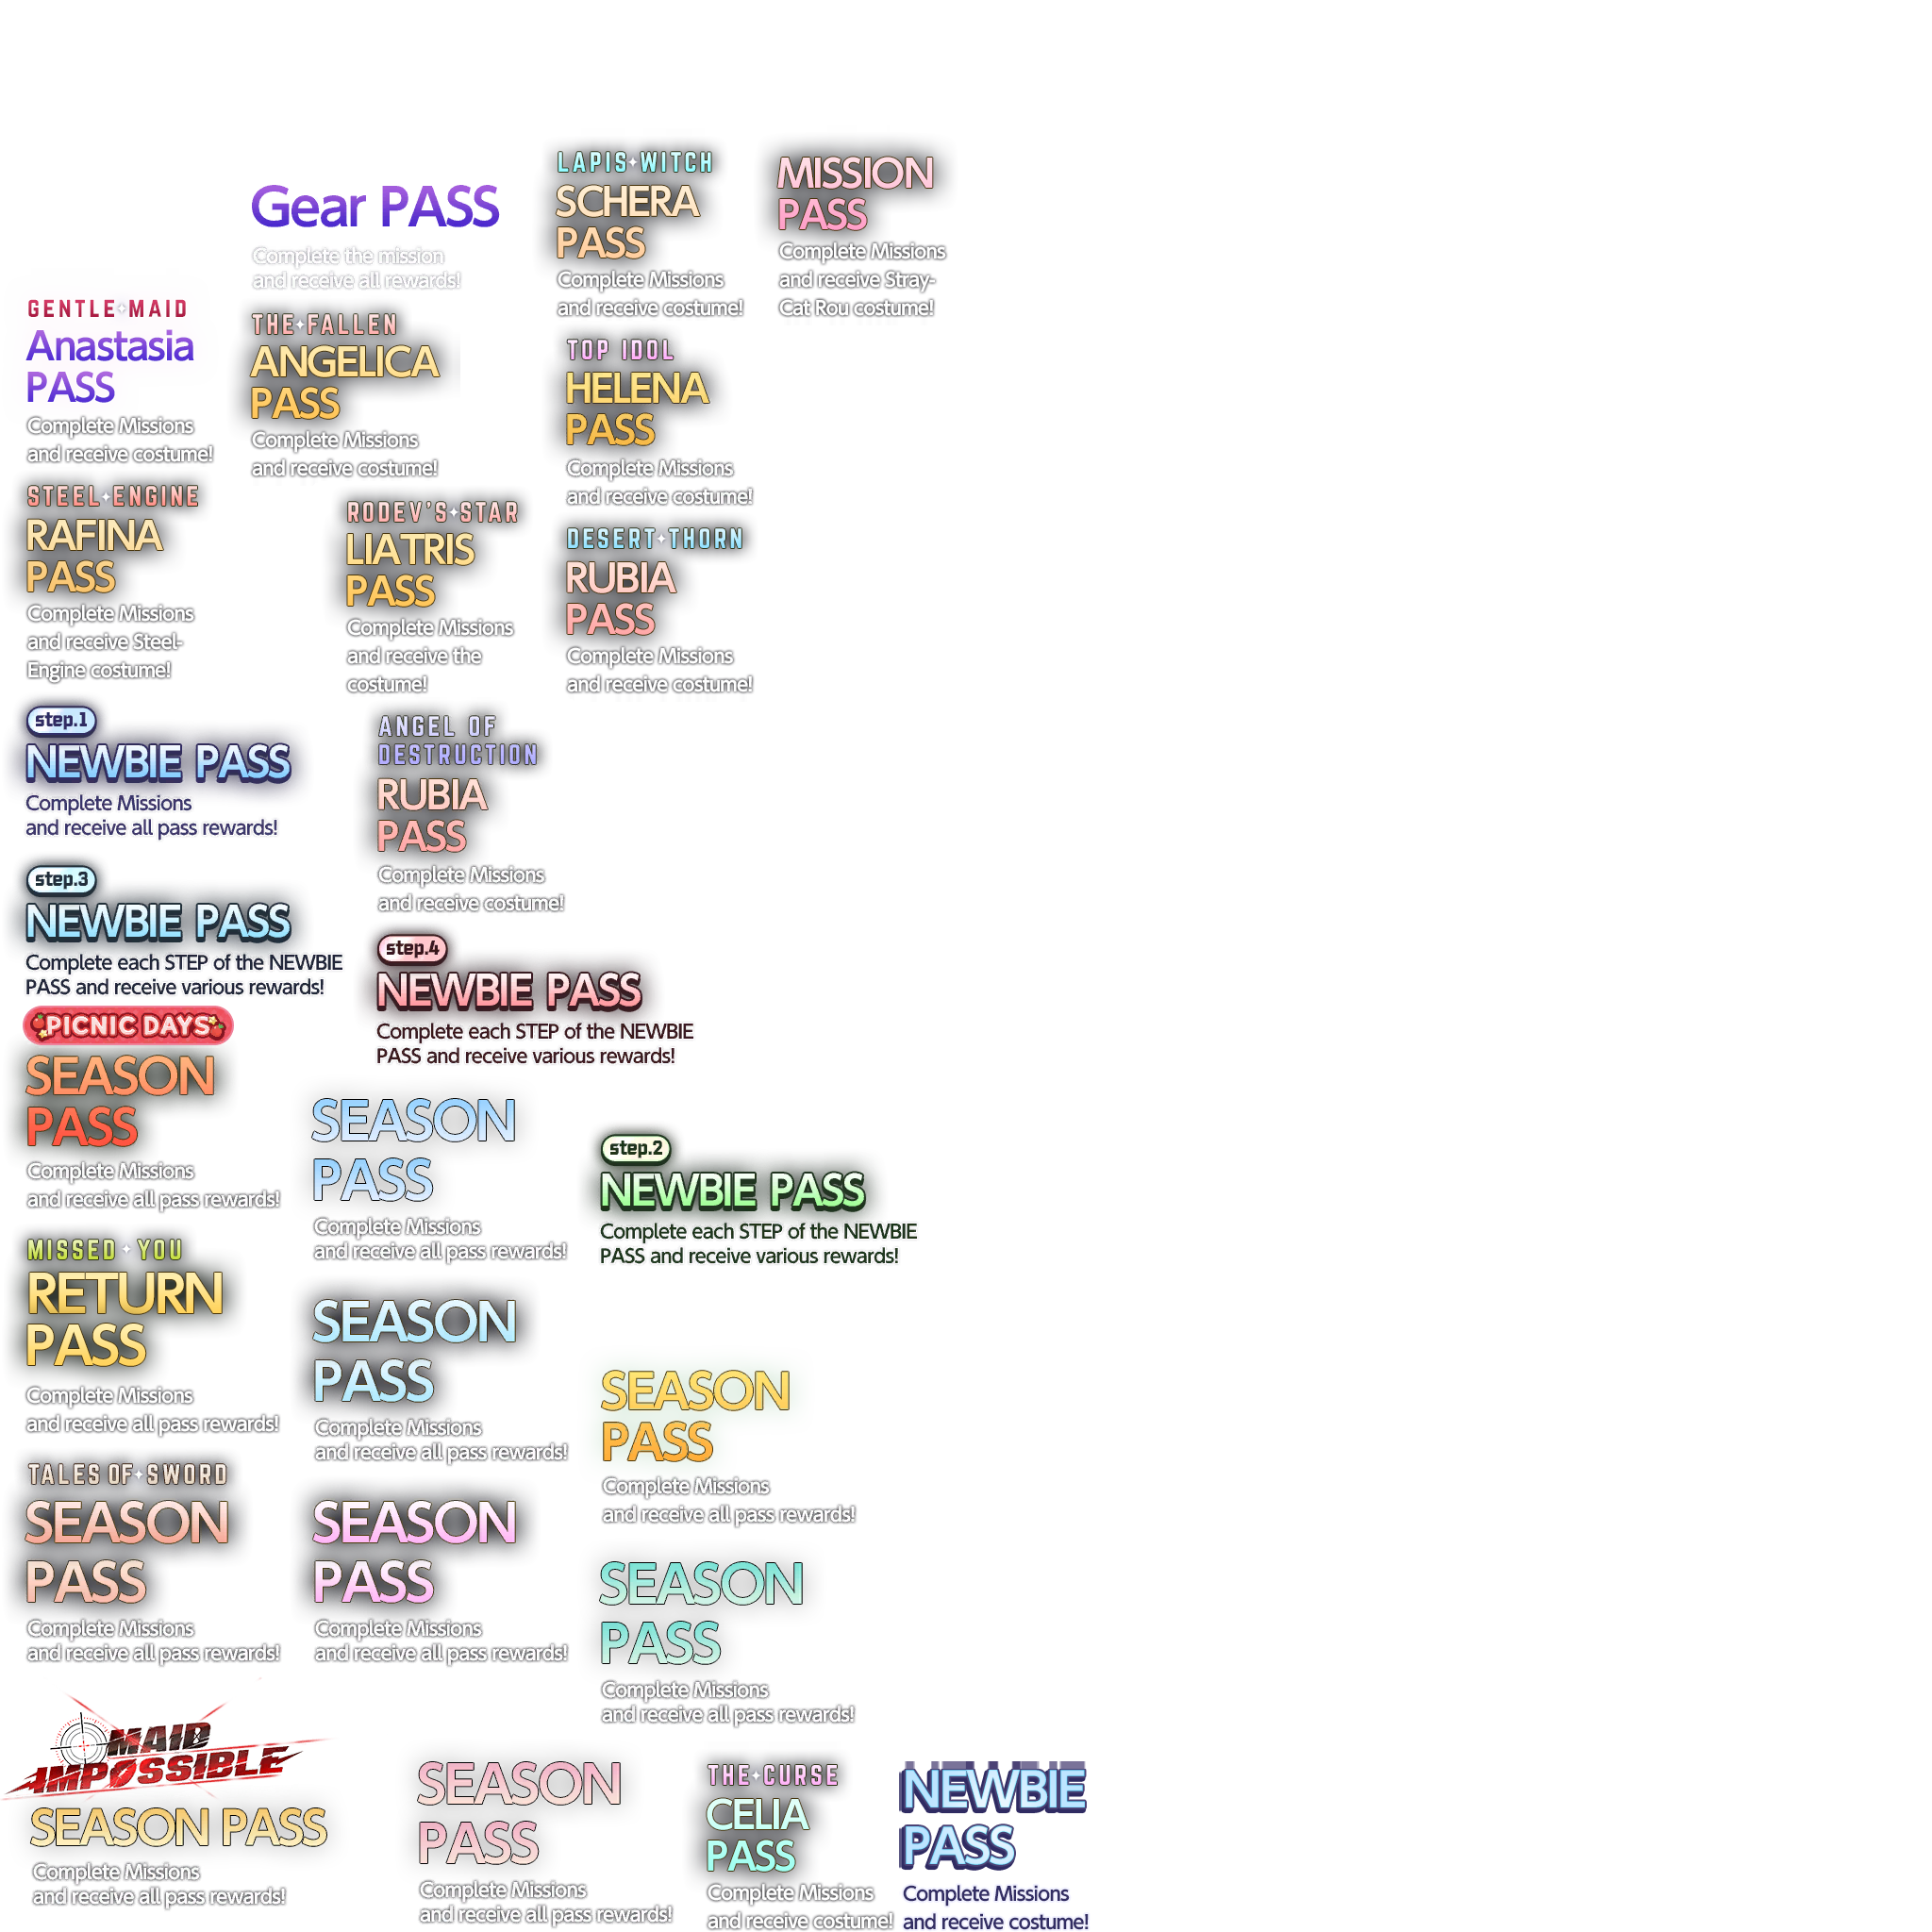 LAPIS WITCH
SCHERA
PASS
Complete Missions
and receive costume!
MISSION
PASS
Complete Missions
and receive Stray-
Cat Rou costume!
Gear PASS
Complete the mission
and receive all rewards!
GENTLE MAID
Anastasia
PASS
Complete Missions
and receive costume!
THE FALLEN
ANGELICA
PASS
Complete Missions
and receive costume!
TOP IDOL
HELENA
PASS
Complete Missions
and receive costume!
STEEL ENGINE
RAFINA
PASS
Complete Missions
and receive Steel-
Engine costume!
RODEV'S STAR
LIATRIS
PASS
Complete Missions
and receive the
costume!
DESERT THORN
RUBIA
PASS
Complete Missions
and receive costume!
step.1
NEWBIE PASS
Complete Missions
and receive all pass rewards!
ANGEL OF
DESTRUCTION
RUBIA
PASS
Complete Missions
and receive costume!
step.3
NEWBIE PASS
Complete each STEP of the NEWBIE
PASS and receive various rewards!
step.4
NEWBIE PASS
Complete each STEP of the NEWBIE
PASS and receive various rewards!
PICNIC DAYS
SEASON
PASS
Complete Missions
and receive all pass rewards!
SEASON
PASS
Complete Missions
and receive all pass rewards!
step.2
NEWBIE PASS
Complete each STEP of the NEWBIE
PASS and receive various rewards!
MISSED YOU
RETURN
PASS
Complete Missions
and receive all pass rewards!
SEASON
PASS
Complete Missions
and receive all pass rewards!
SEASON
PASS
Complete Missions
and receive all pass rewards!
TALES OF SWORD
SEASON
PASS
Complete Missions
and receive all pass rewards!
SEASON
PASS
Complete Missions
and receive all pass rewards!
SEASON
PASS
Complete Missions
and receive all pass rewards!
MAID
IMPOSSIBLE
SEASON PASS
Complete Missions
and receive all pass rewards!
SEASON
PASS
Complete Missions
and receive all pass rewards!
THE CURSE
CELIA
PASS
Complete Missions
and receive costume!
NEWBIE
PASS
Complete Missions
and receive costume!